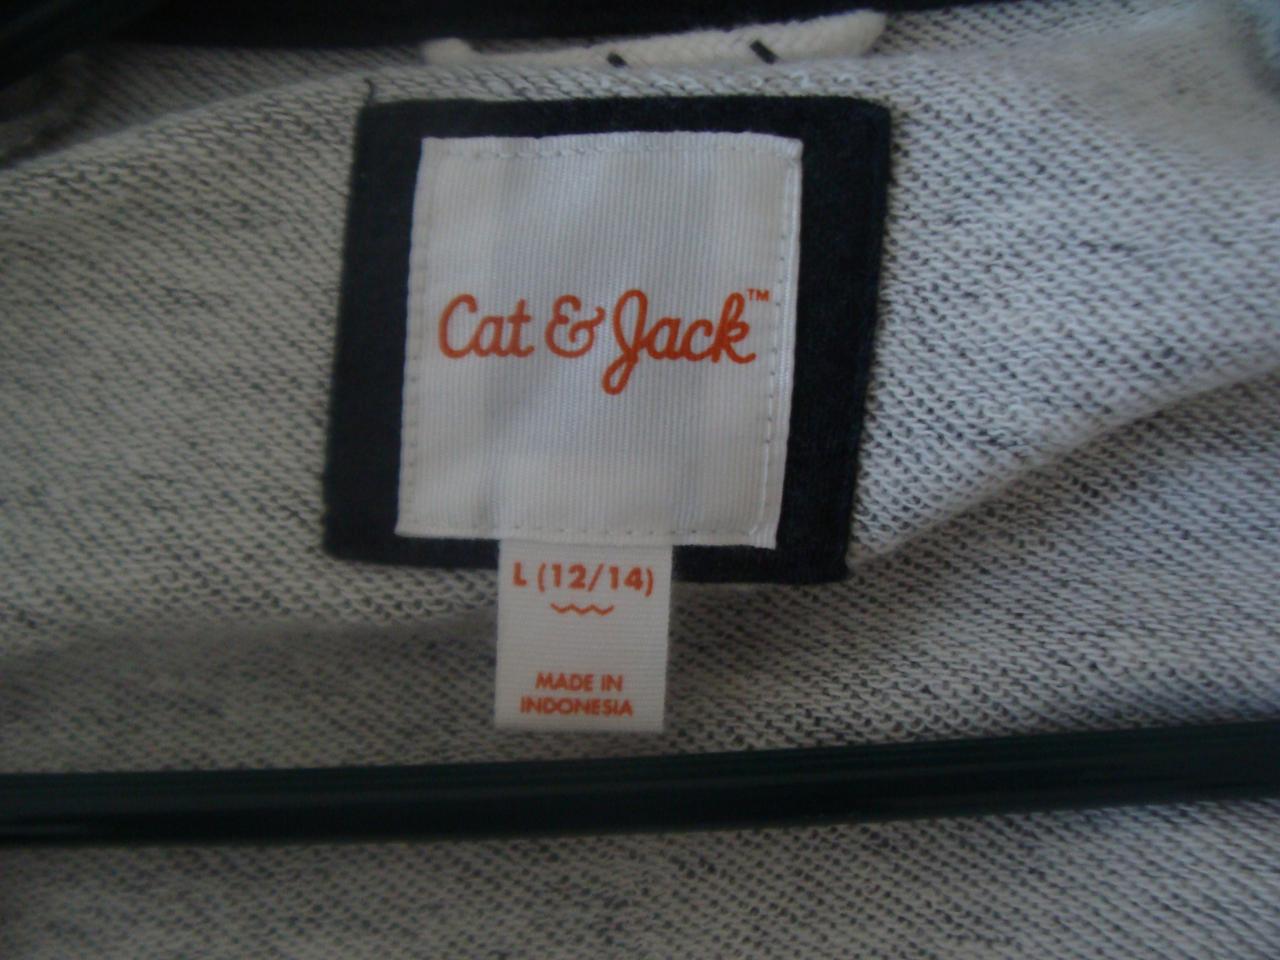 Cat & Jack™
L (12/14)
MADE IN
INDONESIA